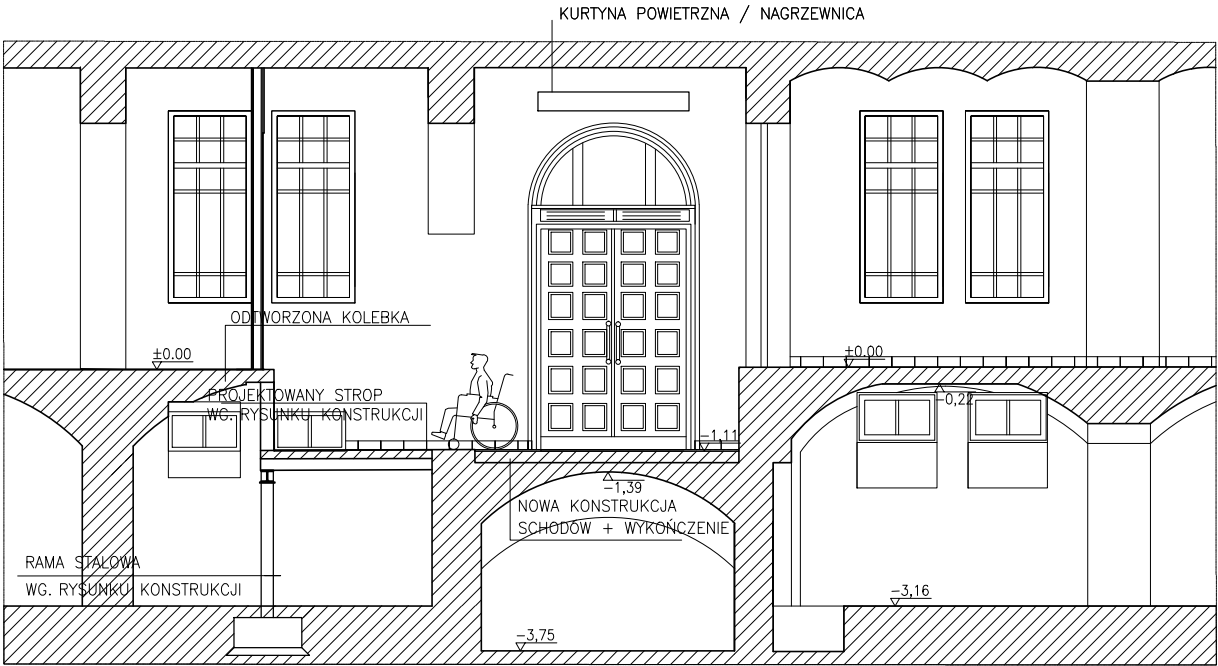 KURTYNA POWIETRZNA / NAGRZEWNICA
ODTWORZONA KOLEBKA
±0.00
±0.00
PROJEKTOWANY STROP
WG. RYSUNKU KONSTRUKCJI
-0,22
-1,11
-1,39
NOWA KONSTRUKCJA
SCHODÓW + WYKOŃCZENIE
RAMA STALOWA
WG. RYSUNKU KONSTRUKCJI
-3,16
-3,75